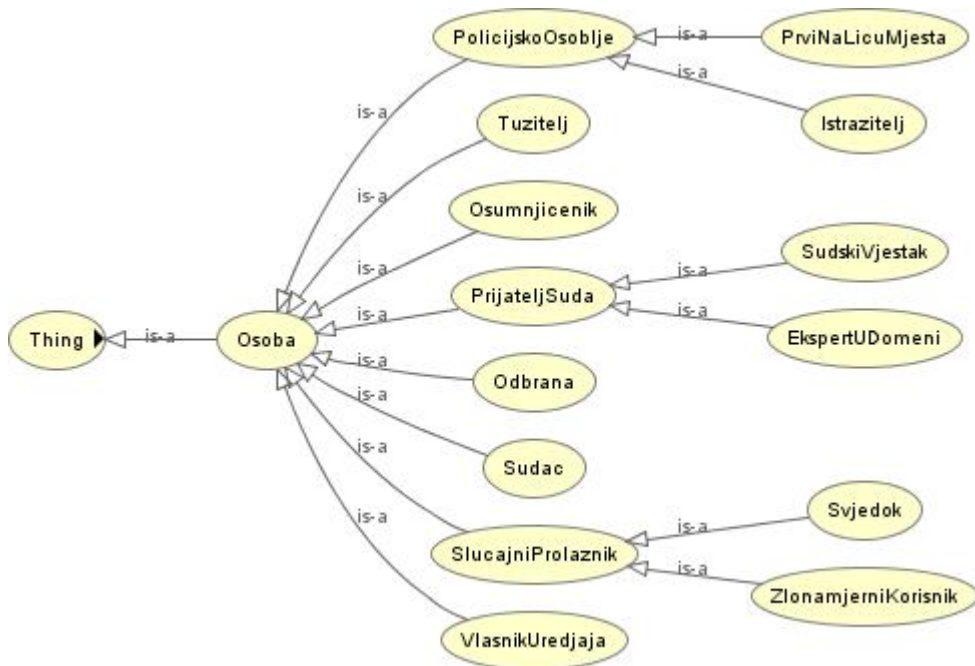 PolicijskoOsoblje
is-a
PrviNaLicuMjesta
is-a
is-a
Tuzitelj
Istrazitelj
is-a
Osumnjicenik
is-a
SudskiVjestak
is-a
PrijateljSuda
is-a
is-a
Thing
is-a
Osoba
EkspertUDomeni
is-a
Odbrana
is-a
Sudac
is-a
Svjedok
is-a
is-a
SlucajniProlaznik
is-a
ZlonamjerniKorisnik
VlasnikUredjaja